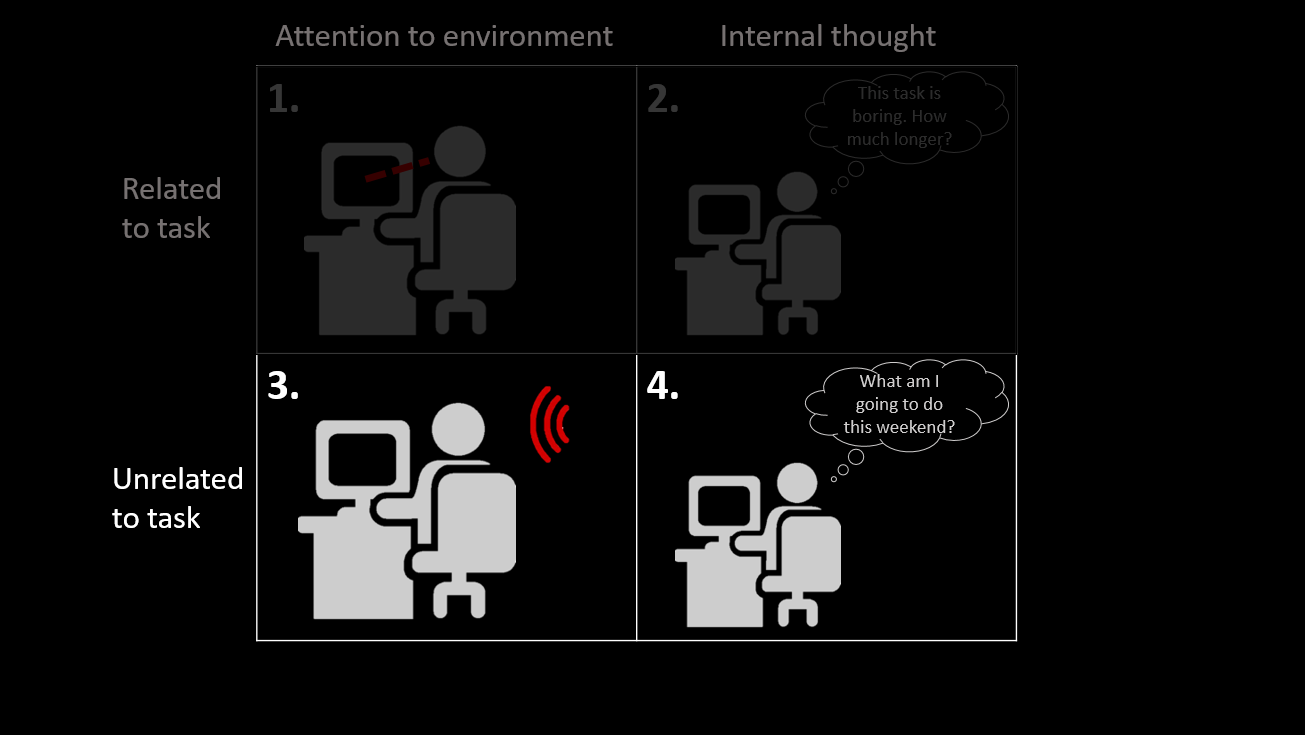 Attention to environment
Internal thought
Related
to task
1.
2.
This task is
boring. How
much longer?
Unrelated
to task
3.
4.
What am I
going to do
this weekend?